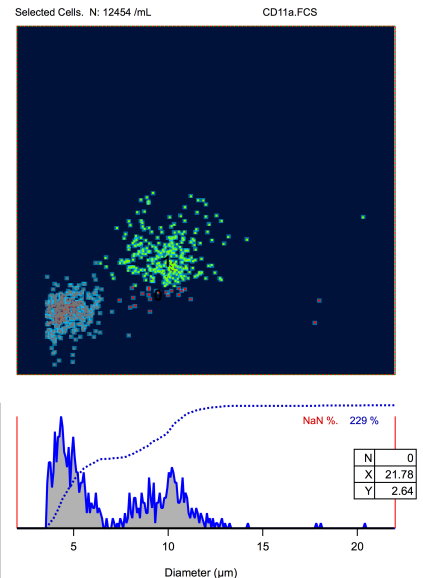 Selected Cells. N: 12454 /mL CD11a.FCS
NaN %. 229 %
N 0
X 21.78
Y 2.64
5 10 15 20
Diameter (µm)